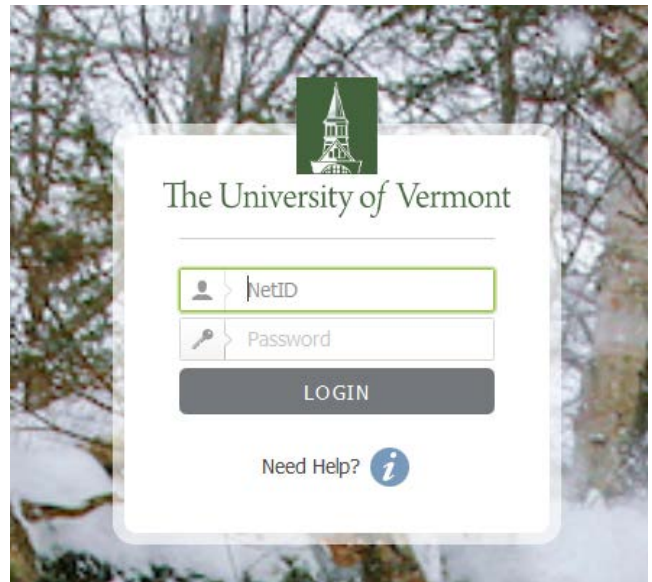 The University of Vermont
NetID
Password
LOGIN
Need Help? i